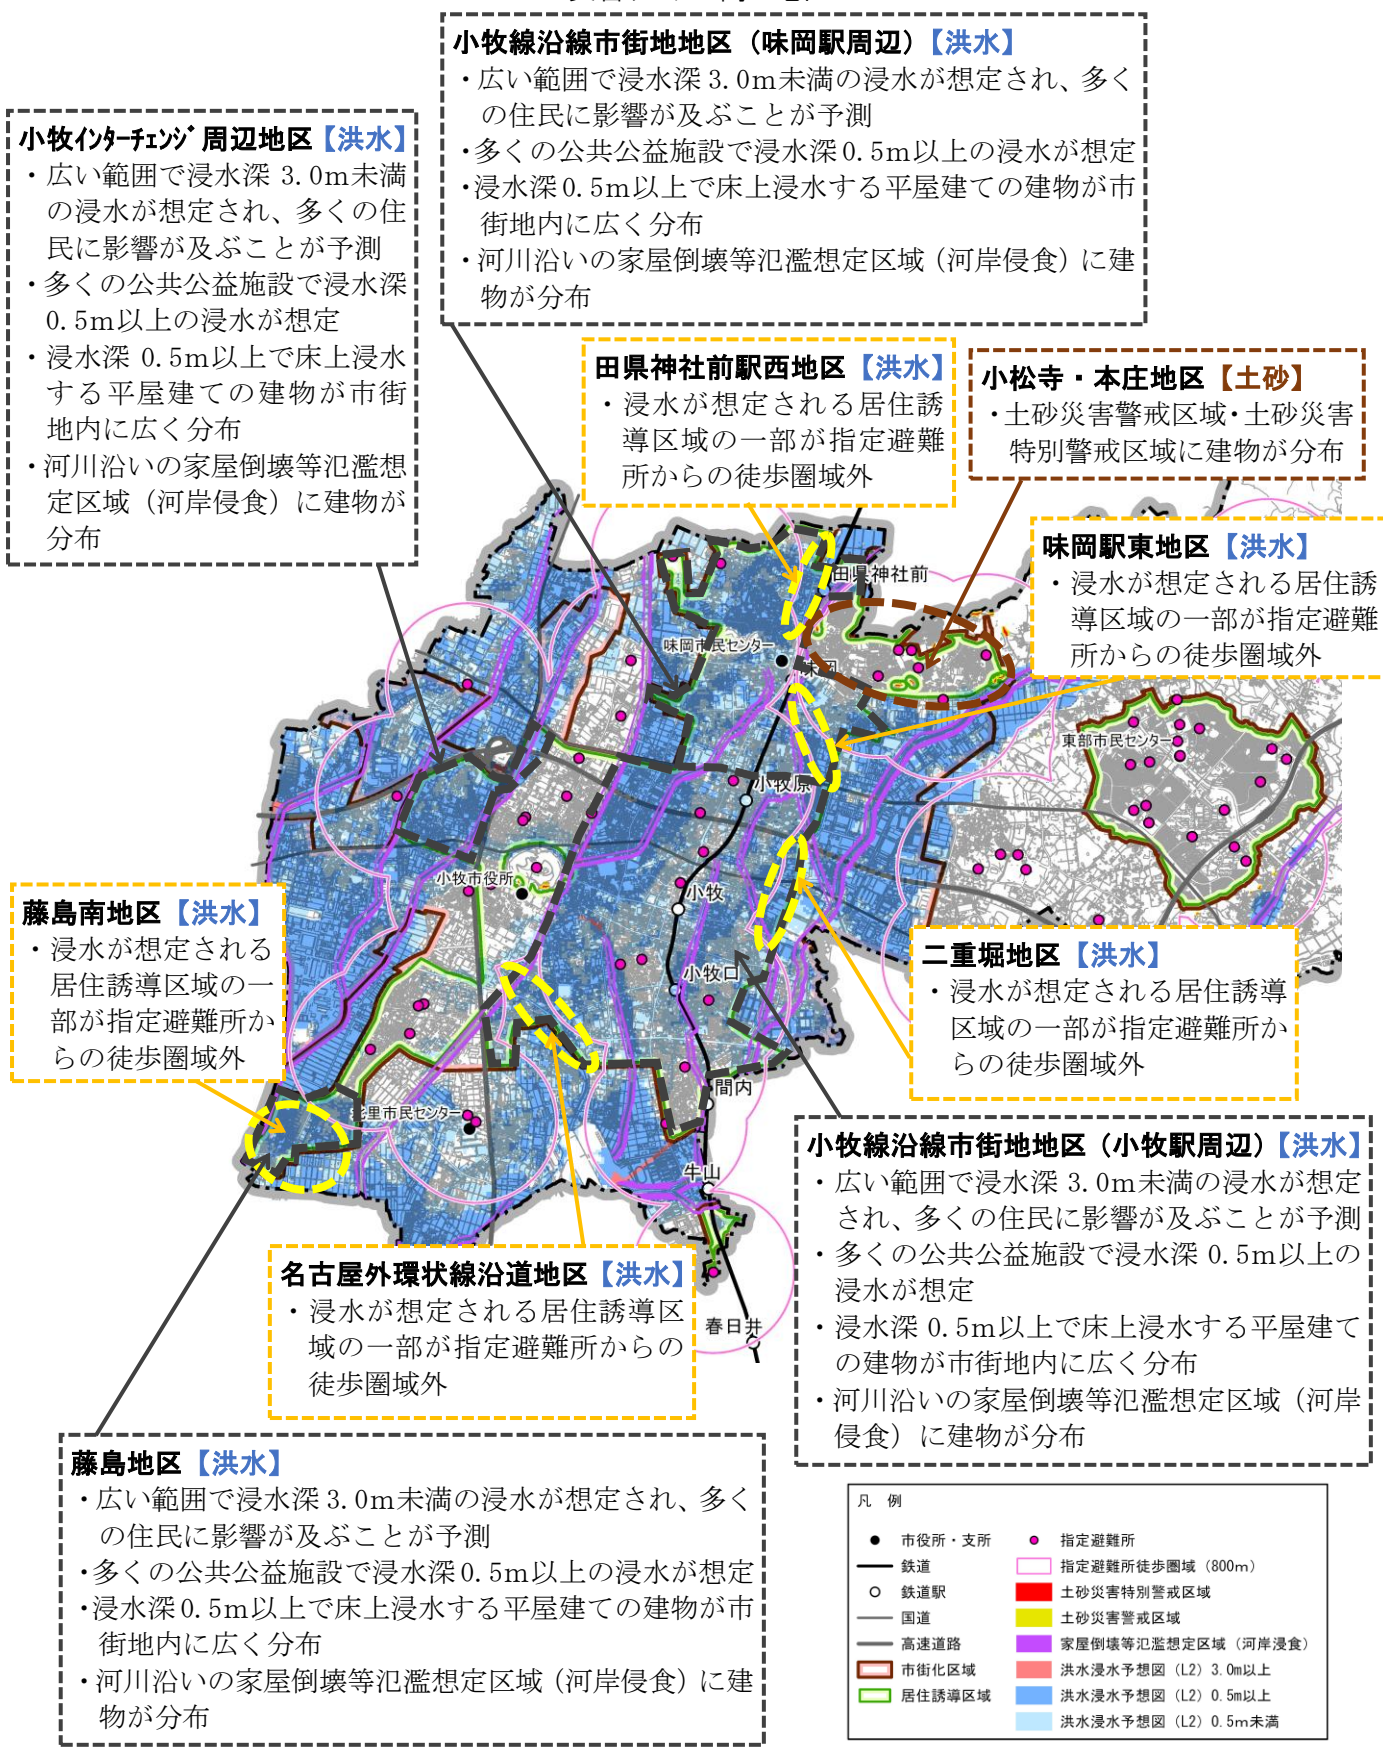 小牧線沿線市街地地区（味岡駅周辺）【洪水】
・広い範囲で浸水深 3.0m未満の浸水が想定され、多く
の住民に影響が及ぶことが予測
・多くの公共公益施設で浸水深 0.5m以上の浸水が想定
・浸水深 0.5m以上で床上浸水する平屋建ての建物が市
街地内に広く分布
・河川沿いの家屋倒壊等氾濫想定区域（河岸侵食）に建
物が分布
小牧インターチェンジ周辺地区【洪水】
・広い範囲で浸水深 3.0m未満
の浸水が想定され、多くの住
民に影響が及ぶことが予測
・多くの公共公益施設で浸水深
0.5m以上の浸水が想定
・浸水深 0.5m以上で床上浸水
する平屋建ての建物が市街
地内に広く分布
・河川沿いの家屋倒壊等氾濫想
定区域（河岸侵食）に建物が
分布
田県神社前駅西地区【洪水】
・浸水が想定される居住誘
導区域の一部が指定避難
所からの徒歩圏域外
小松寺・本庄地区【土砂】
・土砂災害警戒区域・土砂災害
特別警戒区域に建物が分布
味岡駅東地区【洪水】
・浸水が想定される居住誘
導区域の一部が指定避難
所からの徒歩圏域外
田県神社前
味岡市民センター
味岡
東部市民センター
小牧原
小牧市役所
小牧
小牧口
間内
北里市民センター
牛山
春日井
藤島南地区【洪水】
・浸水が想定される
居住誘導区域の一
部が指定避難所か
らの徒歩圏域外
二重堀地区【洪水】
・浸水が想定される居住誘導
区域の一部が指定避難所か
らの徒歩圏域外
小牧線沿線市街地地区（小牧駅周辺）【洪水】
・広い範囲で浸水深 3.0m未満の浸水が想定
され、多くの住民に影響が及ぶことが予測
・多くの公共公益施設で浸水深 0.5m以上の
浸水が想定
・浸水深 0.5m以上で床上浸水する平屋建て
の建物が市街地内に広く分布
・河川沿いの家屋倒壊等氾濫想定区域（河岸
侵食）に建物が分布
名古屋外環状線沿道地区【洪水】
・浸水が想定される居住誘導区
域の一部が指定避難所からの
徒歩圏域外
藤島地区【洪水】
・広い範囲で浸水深 3.0m未満の浸水が想定され、多く
の住民に影響が及ぶことが予測
・多くの公共公益施設で浸水深 0.5m以上の浸水が想定
・浸水深 0.5m以上で床上浸水する平屋建ての建物が市
街地内に広く分布
・河川沿いの家屋倒壊等氾濫想定区域（河岸侵食）に建
物が分布
凡 例
市役所・支所
鉄道
鉄道駅
国道
高速道路
市街化区域
居住誘導区域
指定避難所
指定避難所徒歩圏域（800m）
土砂災害特別警戒区域
土砂災害警戒区域
家屋倒壊等氾濫想定区域（河岸浸食）
洪水浸水予想図（L2）3.0m以上
洪水浸水予想図（L2）0.5m以上
洪水浸水予想図（L2）0.5m未満